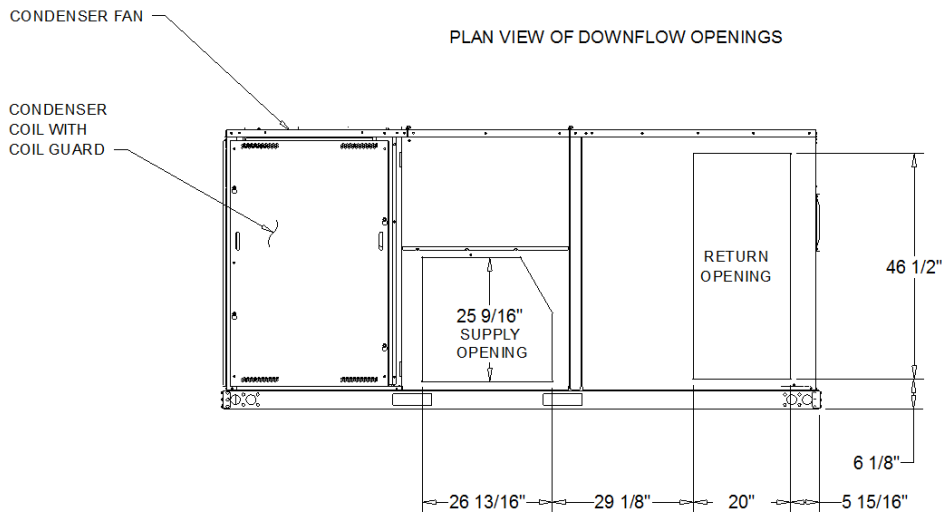 CONDENSER FAN
PLAN VIEW OF DOWNFLOW OPENINGS
CONDENSER
COIL WITH
COIL GUARD
RETURN
OPENING
46 1/2"
25 9/16"
SUPPLY
OPENING
6 1/8"
26 13/16"
29 1/8"
20"
5 15/16"